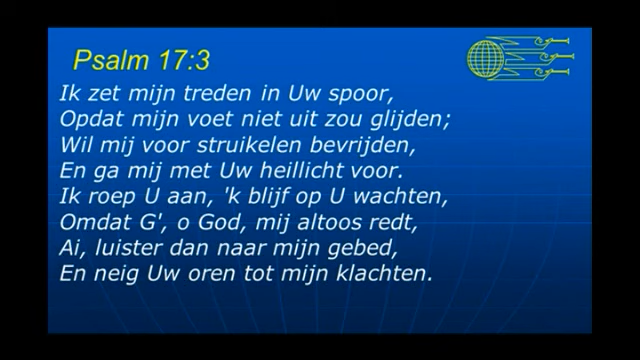 Psalm 17:3
Ik zet mijn treden in Uw spoor,
Opdat mijn voet niet uit zou glijden;
Wil mij voor struikelen bevrijden,
En ga mij met Uw heillicht voor.
Ik roep U aan, 'k blijf op U wachten,
Omdat G', o God, mij altoos redt,
Ai, luister dan naar mijn gebed,
En neig Uw oren tot mijn klachten.